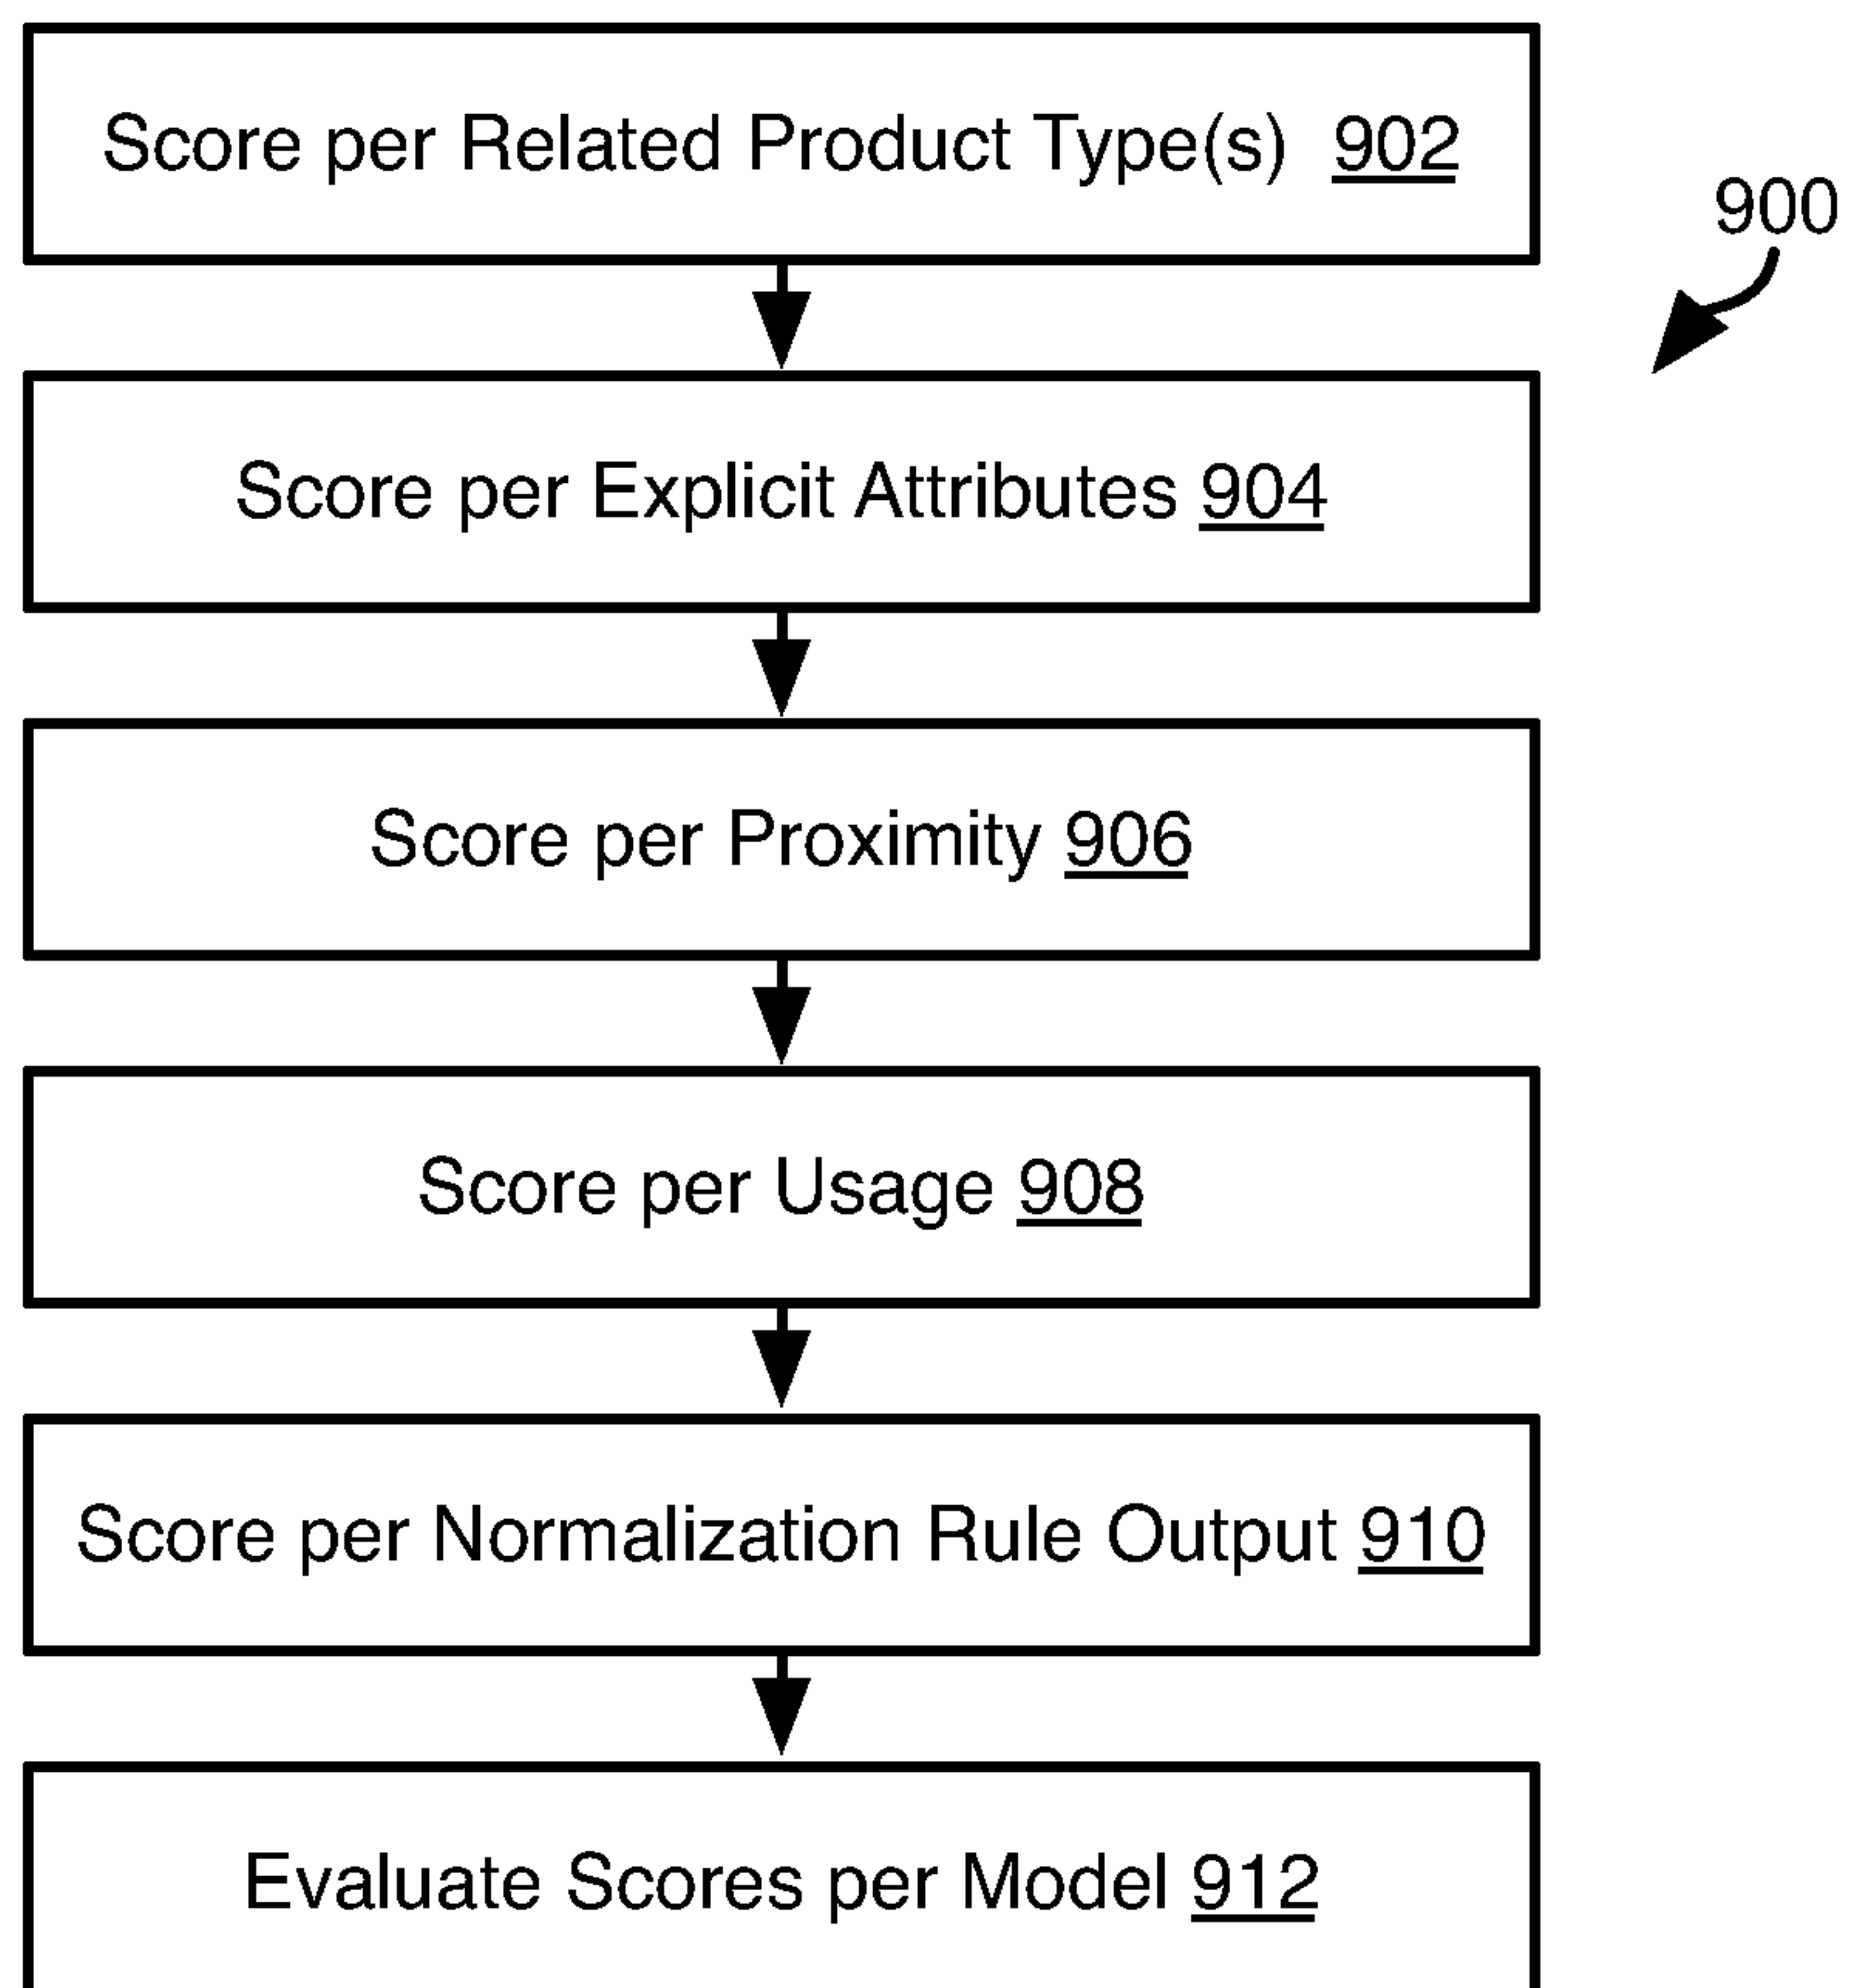 Score per Related Product Type(s) 902
900
Score per Explicit Attributes 904
Score per Proximity 906
Score per Usage 908
Score per Normalization Rule Output 910
Evaluate Scores per Model 912